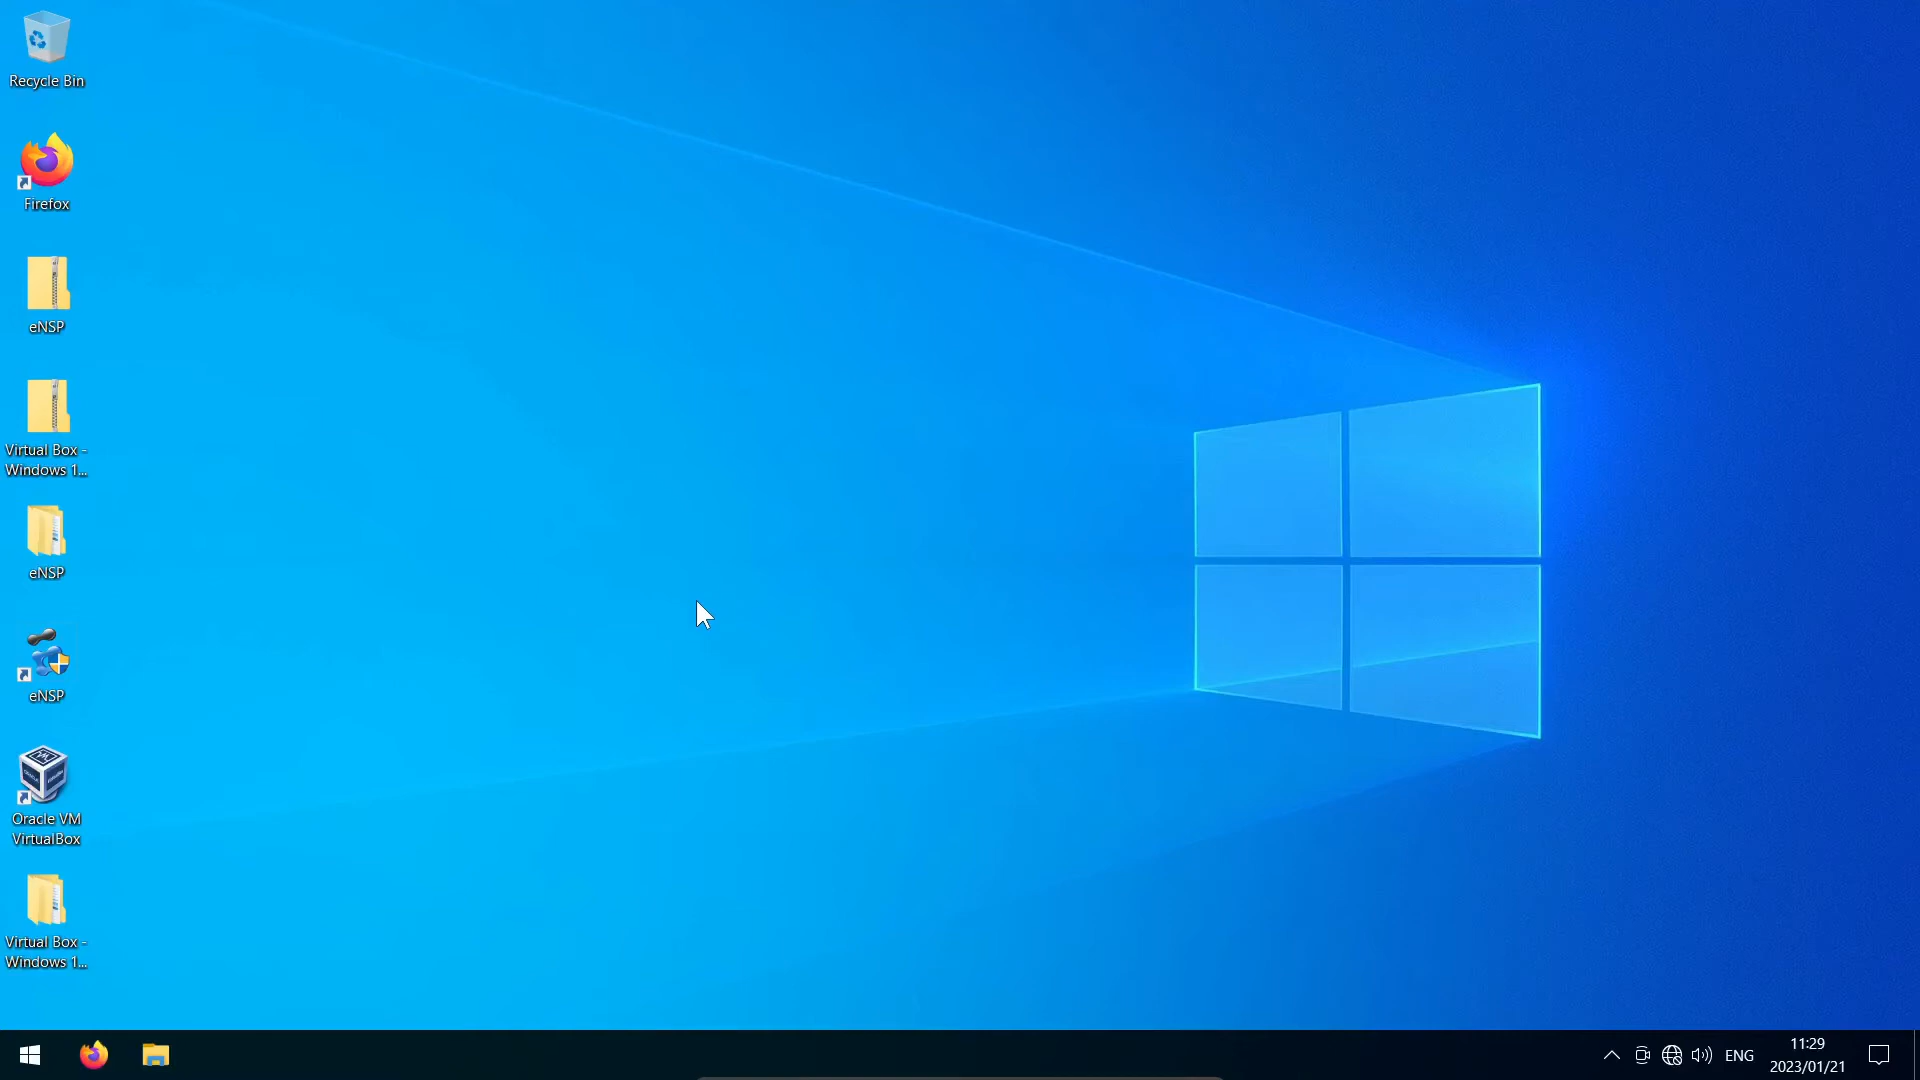 Recycle Bin
Firefox
eNSP
Virtual Box -
Windows 1...
eNSP
eNSP
Oracle VM
VirtualBox
Virtual Box -
Windows 1...
ENG
11:29
2023/01/21